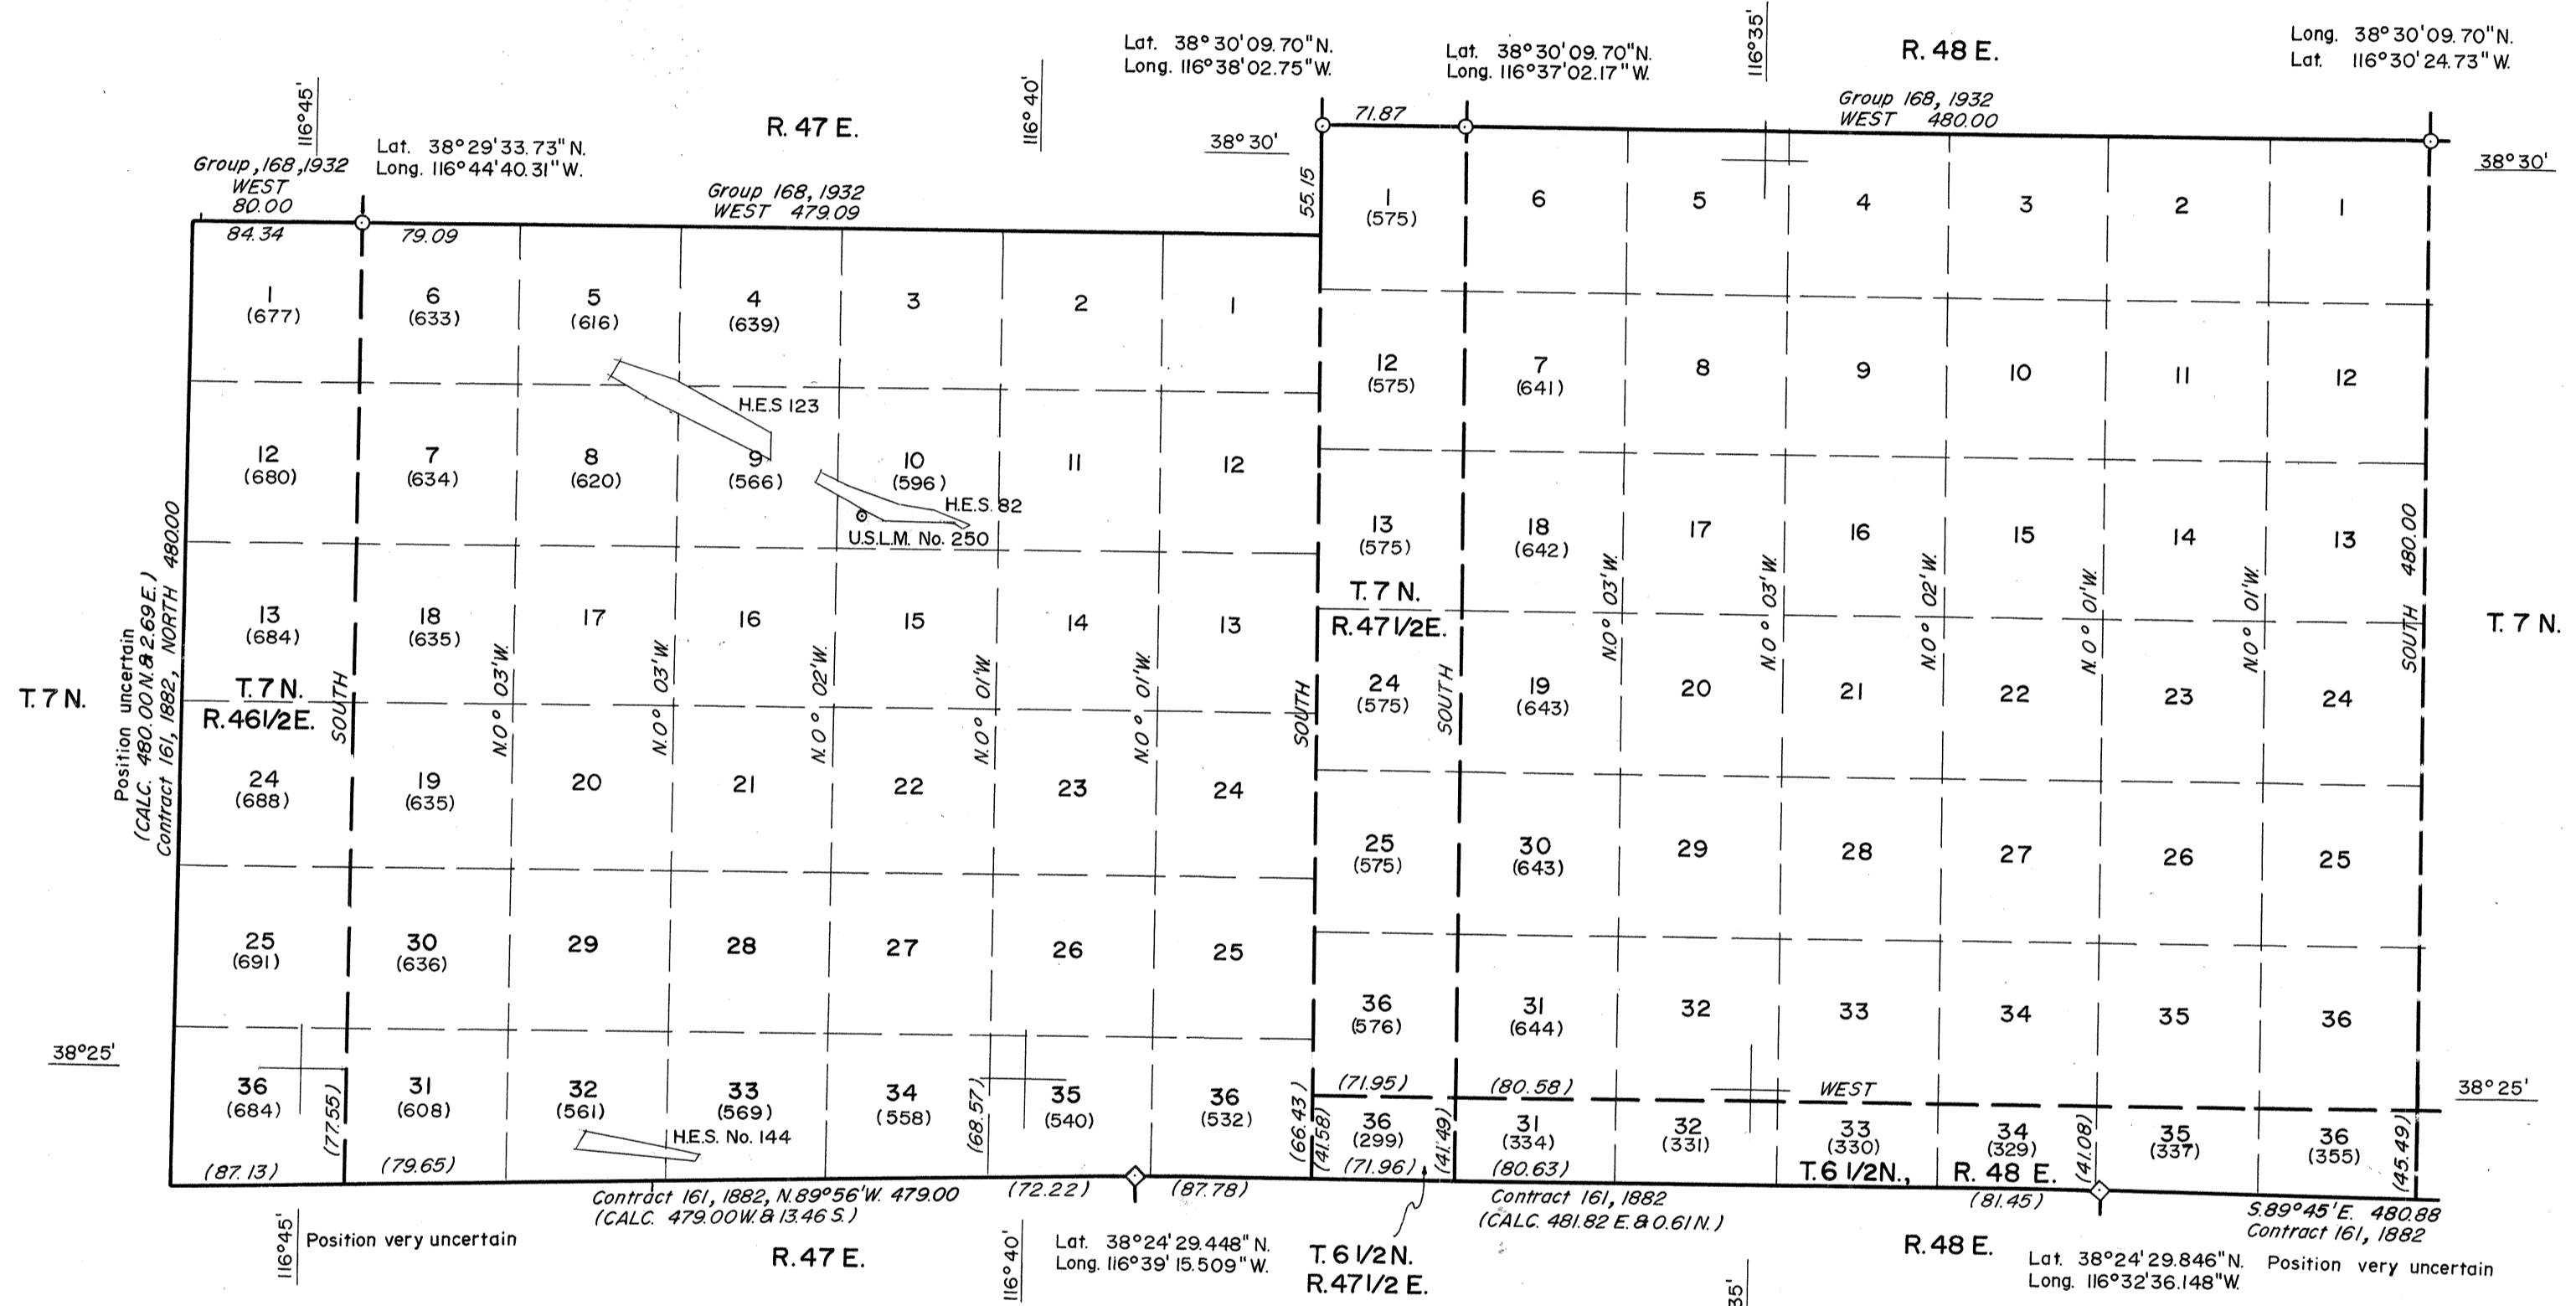 116°35'
Lat. 38°30'09.70"N.
Long. 116°38'02.75"W.
Lat. 38°30'09.70"N.
Long. 116°37'02.17"W.
R. 48 E.
Long. 38°30'09.70"N.
Lat. 116°30'24.73"W.
116°45'
116°40'
R. 47 E.
Group 168, 1932
WEST 480.00
71.87
38°30'
38°30'
Lat. 38°29'33.73"N.
Long. 116°44'40.31"W.
Group, 168, 1932
WEST
80.00
Group 168, 1932
WEST 479.09
84.34
79.09
55.15
1
(575)
6
5
4
3
2
1
1
(677)
6
(633)
5
(616)
4
(639)
3
2
1
12
(575)
7
(641)
8
9
10
11
12
H.E.S 123
12
(680)
7
(634)
8
(620)
9
(566)
10
(596)
11
12
H.E.S. 82
U.S.L.M. No. 250
13
(575)
18
(642)
17
16
15
14
13
T. 7 N.
R. 47 1/2 E.
N.0° 03'W.
N.0° 03'W.
N.0° 02'W.
N.0° 01'W.
N.0° 01'W.
SOUTH 480.00
T. 7 N.
13
(684)
18
(635)
17
16
15
14
13
Position uncertain
(CALC. 480.00 N. & 2.69 E.)
Contract 161, 1882, NORTH 480.00
T. 7 N.
T. 7 N.
R. 46 1/2 E.
SOUTH
N.0° 03'W.
N.0° 03'W.
N.0° 02'W.
N.0° 01'W.
N.0° 01'W.
SOUTH
SOUTH
24
(575)
19
(643)
20
21
22
23
24
24
(688)
19
(635)
20
21
22
23
24
25
(575)
30
(643)
29
28
27
26
25
25
(691)
30
(636)
29
28
27
26
25
36
(576)
31
(644)
32
33
34
35
36
38°25'
38°25'
(71.95)
(80.58)
WEST
36
(684)
(77.55)
31
(608)
32
(561)
33
(569)
34
(558)
(68.57)
35
(540)
36
(532)
(66.43)
(41.58)
36
(299)
(71.96)
(41.49)
31
(334)
(80.63)
32
(331)
33
(330)
34
(329)
(41.08)
35
(337)
36
(355)
(45.49)
H.E.S. No. 144
T. 6 1/2 N., R. 48 E.
(87.13)
(79.65)
Contract 161, 1882, N.89°56'W. 479.00
(CALC. 479.00 W. & 13.46 S.)
(72.22)
(87.78)
Contract 161, 1882
(CALC. 481.82 E. & 0.61 N.)
(81.45)
S.89°45'E. 480.88
Contract 161, 1882
116°45'
Position very uncertain
R. 47 E.
116°40'
Lat. 38°24'29.448"N.
Long. 116°39'15.509"W.
T. 6 1/2 N.
R. 47 1/2 E.
R. 48 E.
Lat. 38°24'29.846"N.
Long. 116°32'36.148"W.
Position very uncertain
35'